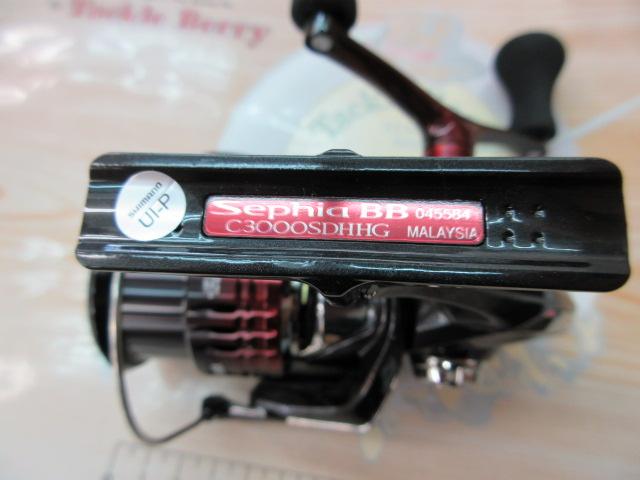 Tackle Berry
SHIMANO
UI-P
Sephia BB 045584
C3000SDHHG MALAYSIA